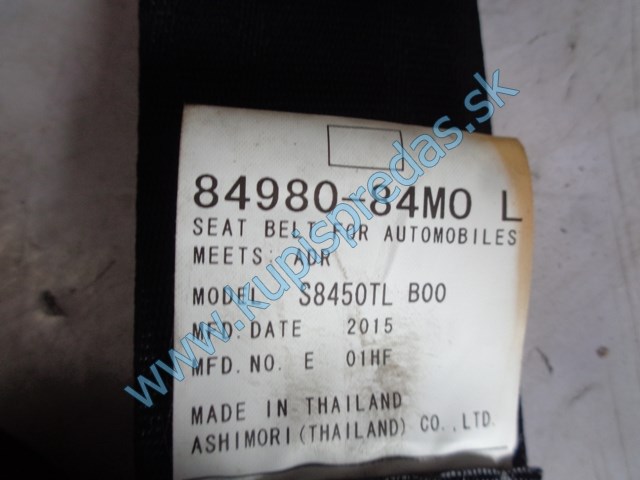 84980-84M0 L
SEAT BELT FOR AUTOMOBILES
MEETS: ADR
MODEL S8450TL B00
MFD. DATE 2015
MFD. NO. E 01HF
MADE IN THAILAND
ASHIMORI (THAILAND) CO., LTD.
www.kupispredas.sk